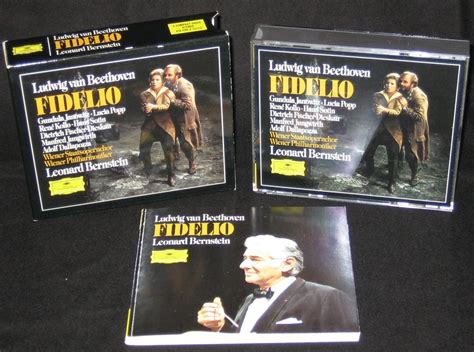 Ludwig van Beethoven
FIDELIO
Leonard Bernstein
Ludwig van Beethoven
FIDELIO
Gundula Janowitz · Lucia Popp
René Kollo · Hans Sotin
Dietrich Fischer-Dieskau
Manfred Jungwirth
Adolf Dallapozza
Wiener Staatsopernchor
Wiener Philharmoniker
Leonard Bernstein
Ludwig van Beethoven
FIDELIO
Gundula Janowitz · Lucia Popp
René Kollo · Hans Sotin
Dietrich Fischer-Dieskau
Manfred Jungwirth
Adolf Dallapozza
Wiener Staatsopernchor
Wiener Philharmoniker
Leonard Bernstein
Ludwig van Beethoven
FIDELIO
Leonard Bernstein